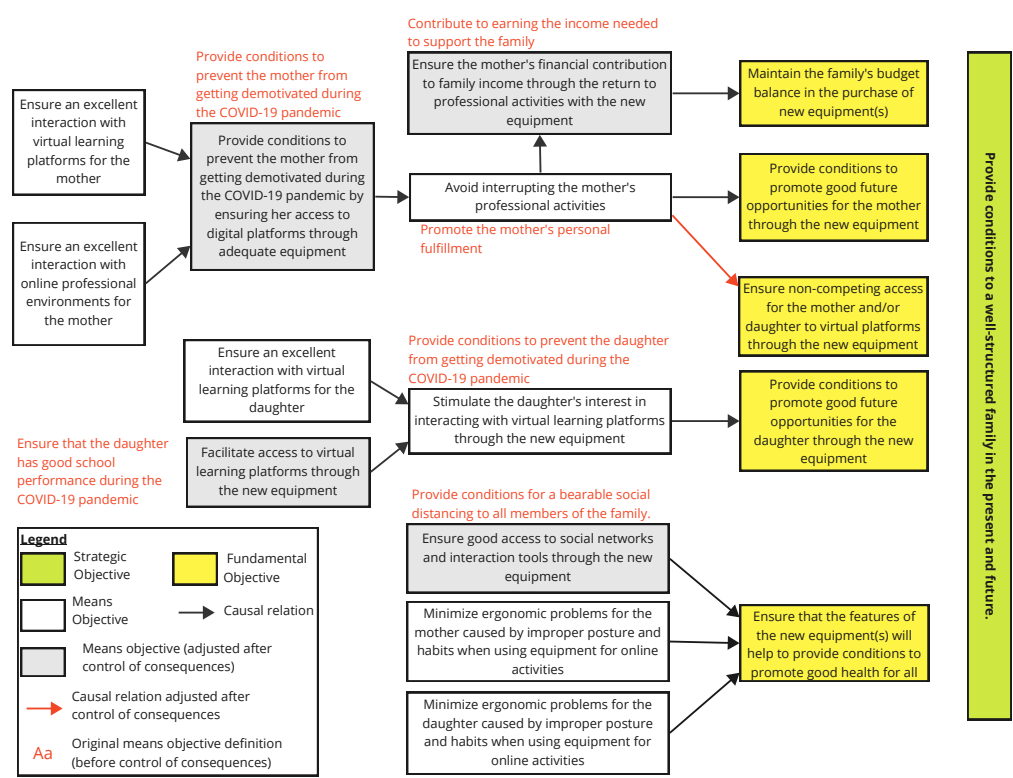 Contribute to earning the income needed
to support the family
Provide conditions to
prevent the mother from
getting demotivated during
the COVID-19 pandemic
Ensure an excellent
interaction with
virtual learning
platforms for the
mother
Ensure an excellent
interaction with
online professional
environments for
the mother
Provide conditions to
prevent the mother from
getting demotivated during
the COVID-19 pandemic by
ensuring her access to
digital platforms through
adequate equipment
Ensure the mother's financial contribution
to family income through the return to
professional activities with the new
equipment
Avoid interrupting the mother's
professional activities
Promote the mother's personal
fulfillment
Maintain the family's budget
balance in the purchase of
new equipment(s)
Provide conditions to
promote good future
opportunities for the mother
through the new equipment
Ensure non-competing access
for the mother and/or
daughter to virtual platforms
through the new equipment
Provide conditions to a well-structured family in the present and future.
Ensure an excellent
interaction with virtual
learning platforms for the
daughter
Ensure that the daughter
has good school
performance during the
COVID-19 pandemic
Facilitate access to virtual
learning platforms through
the new equipment
Provide conditions to prevent the daughter
from getting demotivated during the
COVID-19 pandemic
Stimulate the daughter's interest in
interacting with virtual learning platforms
through the new equipment
Provide conditions to
promote good future
opportunities for the
daughter through the new
equipment
Provide conditions for a bearable social
distancing to all members of the family.
Ensure good access to social networks
and interaction tools through the new
equipment
Minimize ergonomic problems for the
mother caused by improper posture and
habits when using equipment for online
activities
Minimize ergonomic problems for the
daughter caused by improper posture
and habits when using equipment for
online activities
Ensure that the features of
the new equipment(s) will
help to provide conditions to
promote good health for all
Legend
Strategic
Objective
Fundamental
Objective
Means
Objective
Causal relation
Means objective (adjusted after
control of consequences)
Causal relation adjusted after
control of consequences
Aa
Original means objective definition
(before control of consequences)